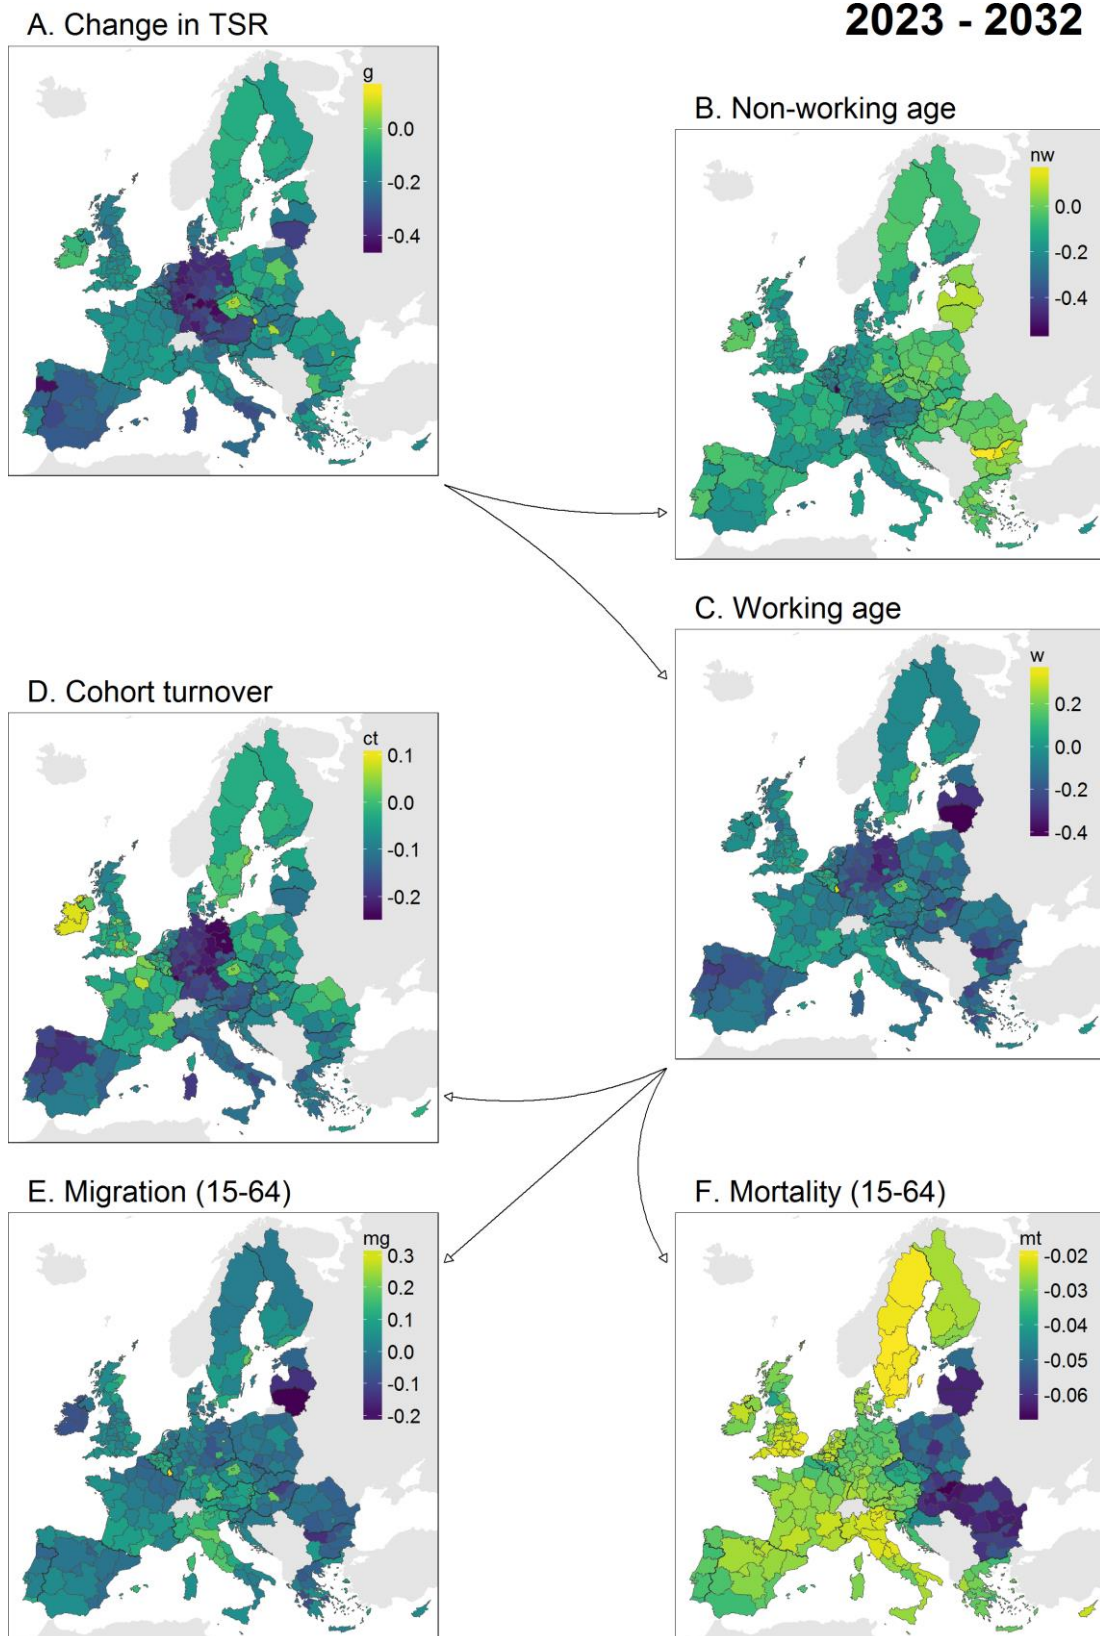 2023 - 2032
A. Change in TSR
g
0.0
-0.2
-0.4
B. Non-working age
nw
0.0
-0.2
-0.4
C. Working age
w
0.2
0.0
-0.2
-0.4
D. Cohort turnover
ct
0.1
0.0
-0.1
-0.2
E. Migration (15-64)
mg
0.3
0.2
0.1
0.0
-0.1
-0.2
F. Mortality (15-64)
mt
-0.02
-0.03
-0.04
-0.05
-0.06